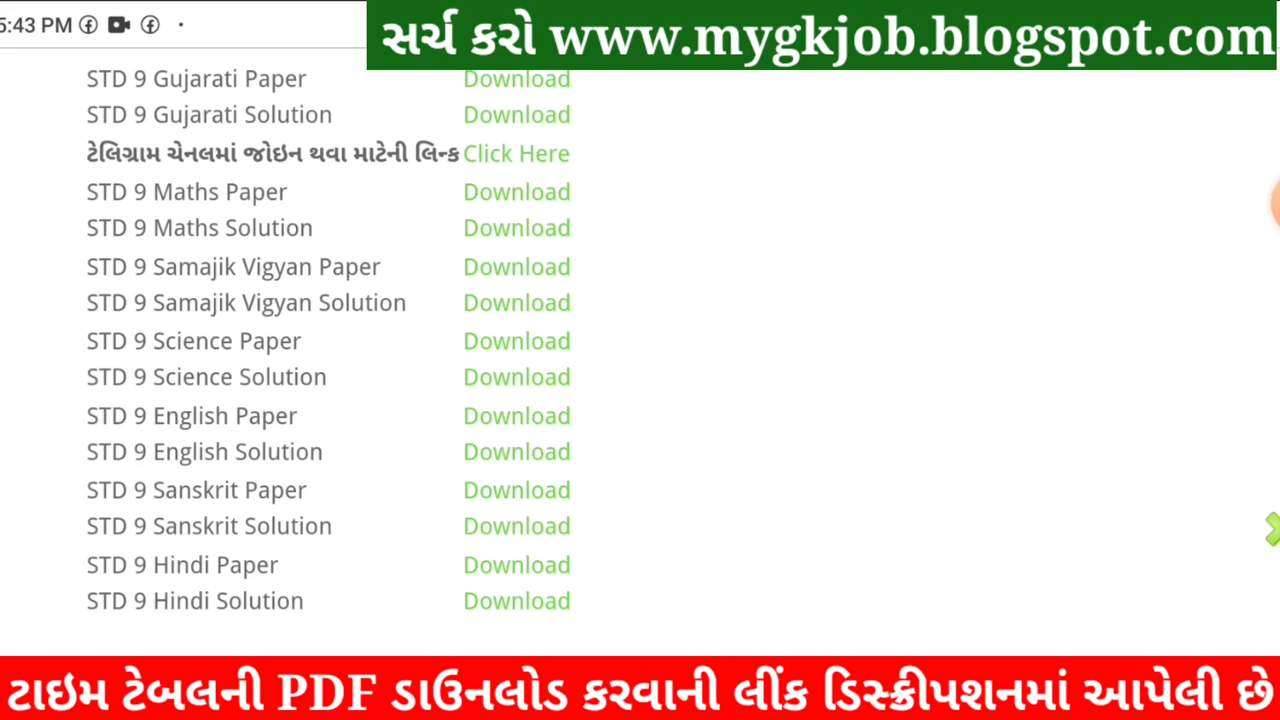 5:43 PM
સર્ચ કરો www.mygkjob.blogspot.com
STD 9 Gujarati Paper Download
STD 9 Gujarati Solution Download
ટેલિગ્રામ ચેનલમાં જોઇન થવા માટેની લિન્ક Click Here
STD 9 Maths Paper Download
STD 9 Maths Solution Download
STD 9 Samajik Vigyan Paper Download
STD 9 Samajik Vigyan Solution Download
STD 9 Science Paper Download
STD 9 Science Solution Download
STD 9 English Paper Download
STD 9 English Solution Download
STD 9 Sanskrit Paper Download
STD 9 Sanskrit Solution Download
STD 9 Hindi Paper Download
STD 9 Hindi Solution Download
ટાઇમ ટેબલની PDF ડાઉનલોડ કરવાની લીંક ડિસ્ક્રીપશનમાં આપેલી છે